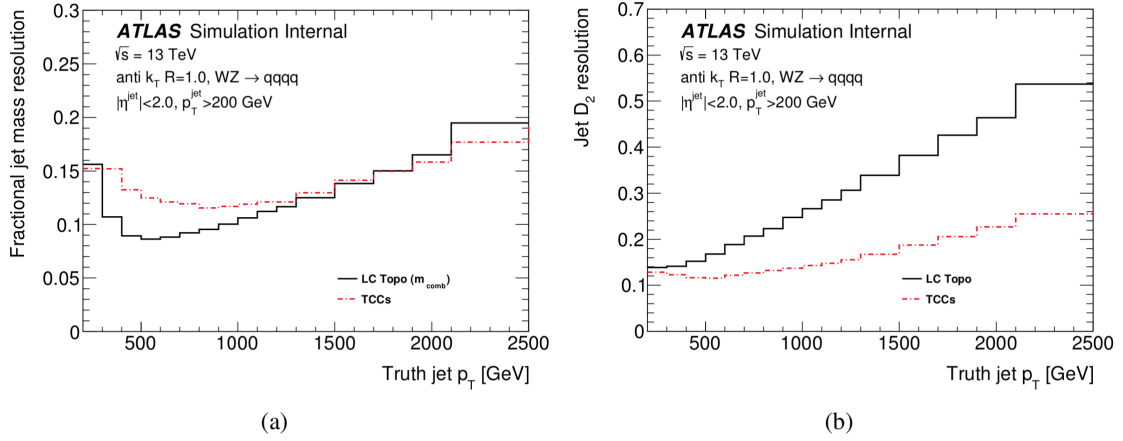 Fractional jet mass resolution
0.3
0.25
0.2
0.15
0.1
0.05
0
ATLAS Simulation Internal
√s = 13 TeV
anti k_T R=1.0, WZ → qqqq
|η^jet|<2.0, p_T^jet>200 GeV
LC Topo (m_comb)
TCCs
500 1000 1500 2000 2500
Truth jet p_T [GeV]
(a)
Jet D_2 resolution
0.7
0.6
0.5
0.4
0.3
0.2
0.1
0
ATLAS Simulation Internal
√s = 13 TeV
anti k_T R=1.0, WZ → qqqq
|η^jet|<2.0, p_T^jet>200 GeV
LC Topo
TCCs
500 1000 1500 2000 2500
Truth jet p_T [GeV]
(b)